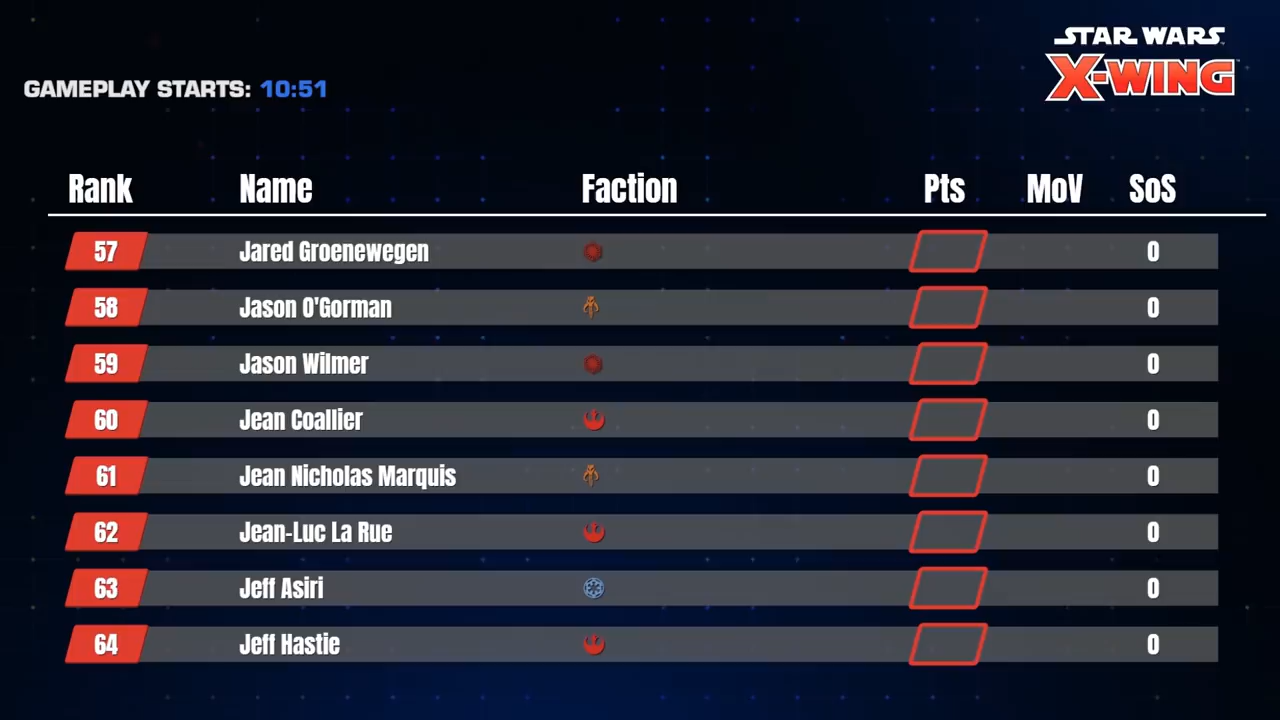 STAR WARS
X-WING
GAMEPLAY STARTS: 10:51
Rank Name Faction Pts MoV SoS
57 Jared Groenewegen 0
58 Jason O'Gorman 0
59 Jason Wilmer 0
60 Jean Coallier 0
61 Jean Nicholas Marquis 0
62 Jean-Luc La Rue 0
63 Jeff Asiri 0
64 Jeff Hastie 0